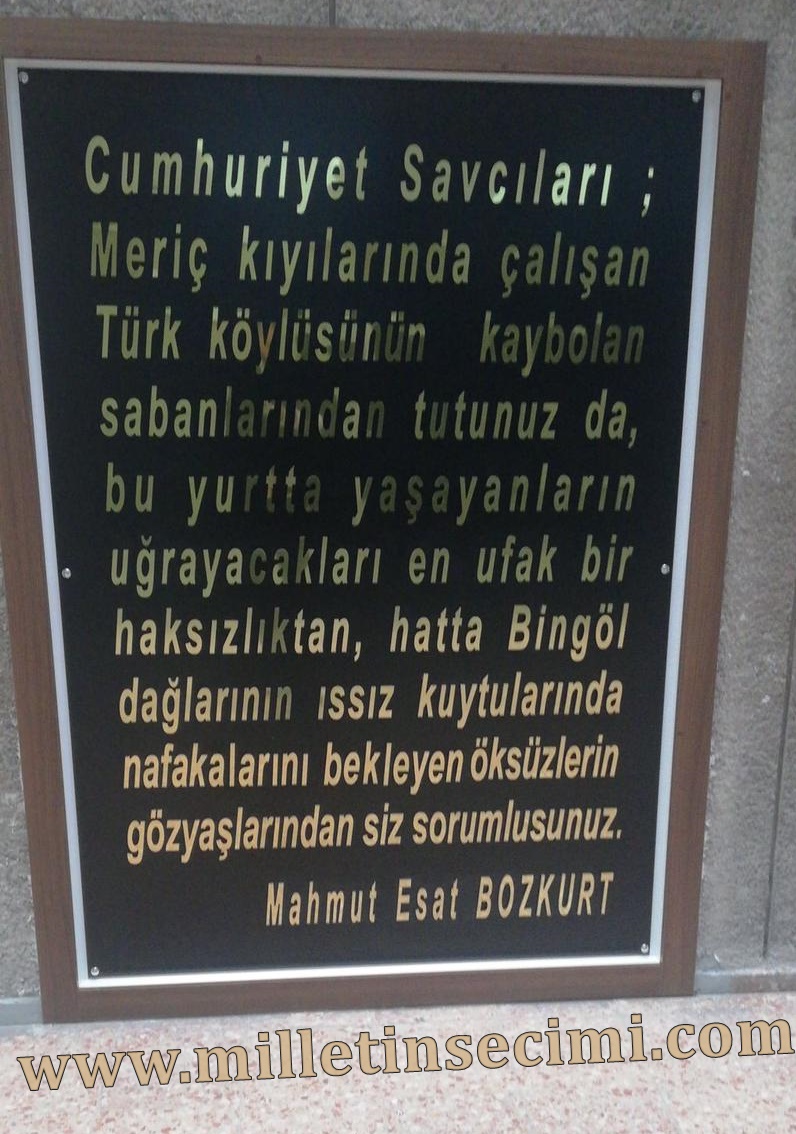 Cumhuriyet Savcıları ;
Meriç kıyılarında çalışan
Türk köylüsünün kaybolan
sabanlarından tutunuz da,
bu yurtta yaşayanların
uğrayacakları en ufak bir
haksızlıktan, hatta Bingöl
dağlarının ıssız kuytularında
nafakalarını bekleyen öksüzlerin
gözyaşlarından siz sorumlusunuz.
Mahmut Esat BOZKURT
www.milletinsecimi.com